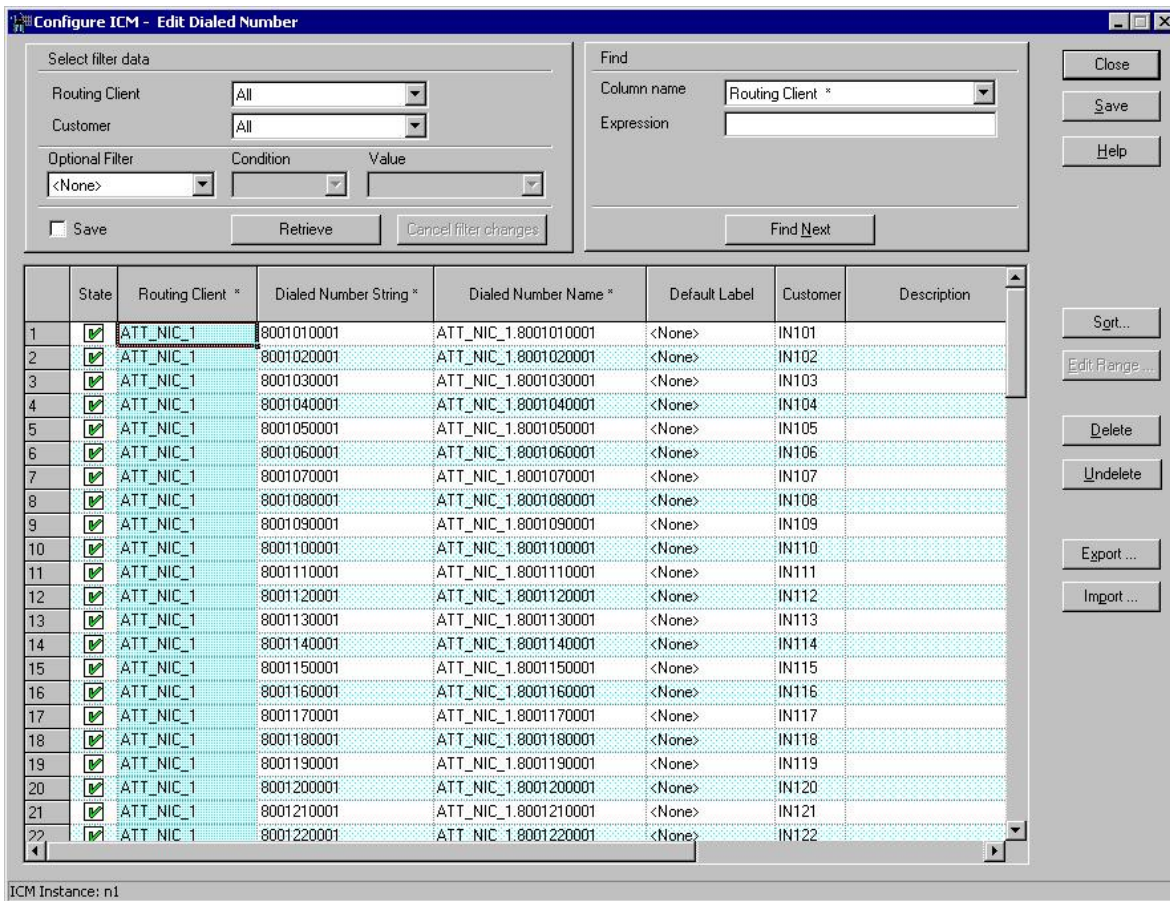 Configure ICM - Edit Dialed Number
Select filter data
Routing Client All
Customer All
Optional Filter Condition Value
<None>
Save Retrieve Cancel filter changes
Find
Column name Routing Client *
Expression
Find Next
Close
Save
Help
State Routing Client * Dialed Number String * Dialed Number Name * Default Label Customer Description
1 ATT_NIC_1 8001010001 ATT_NIC_1.8001010001 <None> IN101
2 ATT_NIC_1 8001020001 ATT_NIC_1.8001020001 <None> IN102
3 ATT_NIC_1 8001030001 ATT_NIC_1.8001030001 <None> IN103
4 ATT_NIC_1 8001040001 ATT_NIC_1.8001040001 <None> IN104
5 ATT_NIC_1 8001050001 ATT_NIC_1.8001050001 <None> IN105
6 ATT_NIC_1 8001060001 ATT_NIC_1.8001060001 <None> IN106
7 ATT_NIC_1 8001070001 ATT_NIC_1.8001070001 <None> IN107
8 ATT_NIC_1 8001080001 ATT_NIC_1.8001080001 <None> IN108
9 ATT_NIC_1 8001090001 ATT_NIC_1.8001090001 <None> IN109
10 ATT_NIC_1 8001100001 ATT_NIC_1.8001100001 <None> IN110
11 ATT_NIC_1 8001110001 ATT_NIC_1.8001110001 <None> IN111
12 ATT_NIC_1 8001120001 ATT_NIC_1.8001120001 <None> IN112
13 ATT_NIC_1 8001130001 ATT_NIC_1.8001130001 <None> IN113
14 ATT_NIC_1 8001140001 ATT_NIC_1.8001140001 <None> IN114
15 ATT_NIC_1 8001150001 ATT_NIC_1.8001150001 <None> IN115
16 ATT_NIC_1 8001160001 ATT_NIC_1.8001160001 <None> IN116
17 ATT_NIC_1 8001170001 ATT_NIC_1.8001170001 <None> IN117
18 ATT_NIC_1 8001180001 ATT_NIC_1.8001180001 <None> IN118
19 ATT_NIC_1 8001190001 ATT_NIC_1.8001190001 <None> IN119
20 ATT_NIC_1 8001200001 ATT_NIC_1.8001200001 <None> IN120
21 ATT_NIC_1 8001210001 ATT_NIC_1.8001210001 <None> IN121
22 ATT_NIC_1 8001220001 ATT_NIC_1.8001220001 <None> IN122
Sort...
Edit Range ...
Delete
Undelete
Export ...
Import ...
ICM Instance: n1